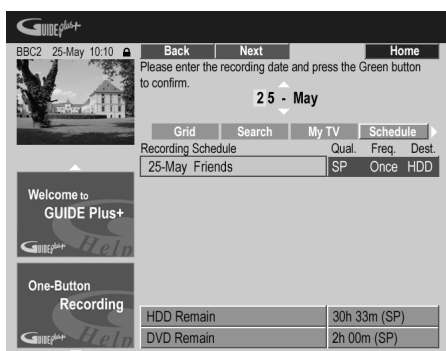 GUIDE plus+
BBC2 25-May 10:10
Back Next Home
Please enter the recording date and press the Green button
to confirm.
25 - May
Grid Search My TV Schedule
Recording Schedule Qual. Freq. Dest.
25-May Friends SP Once HDD
Welcome to
GUIDE Plus+
GUIDE plus+ Help
One-Button
Recording
GUIDE plus+ Help
HDD Remain 30h 33m (SP)
DVD Remain 2h 00m (SP)